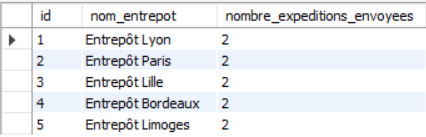 id nom_entrepot nombre_expeditions_envoyees
1 Entrepôt Lyon 2
2 Entrepôt Paris 2
3 Entrepôt Lille 2
4 Entrepôt Bordeaux 2
5 Entrepôt Limoges 2